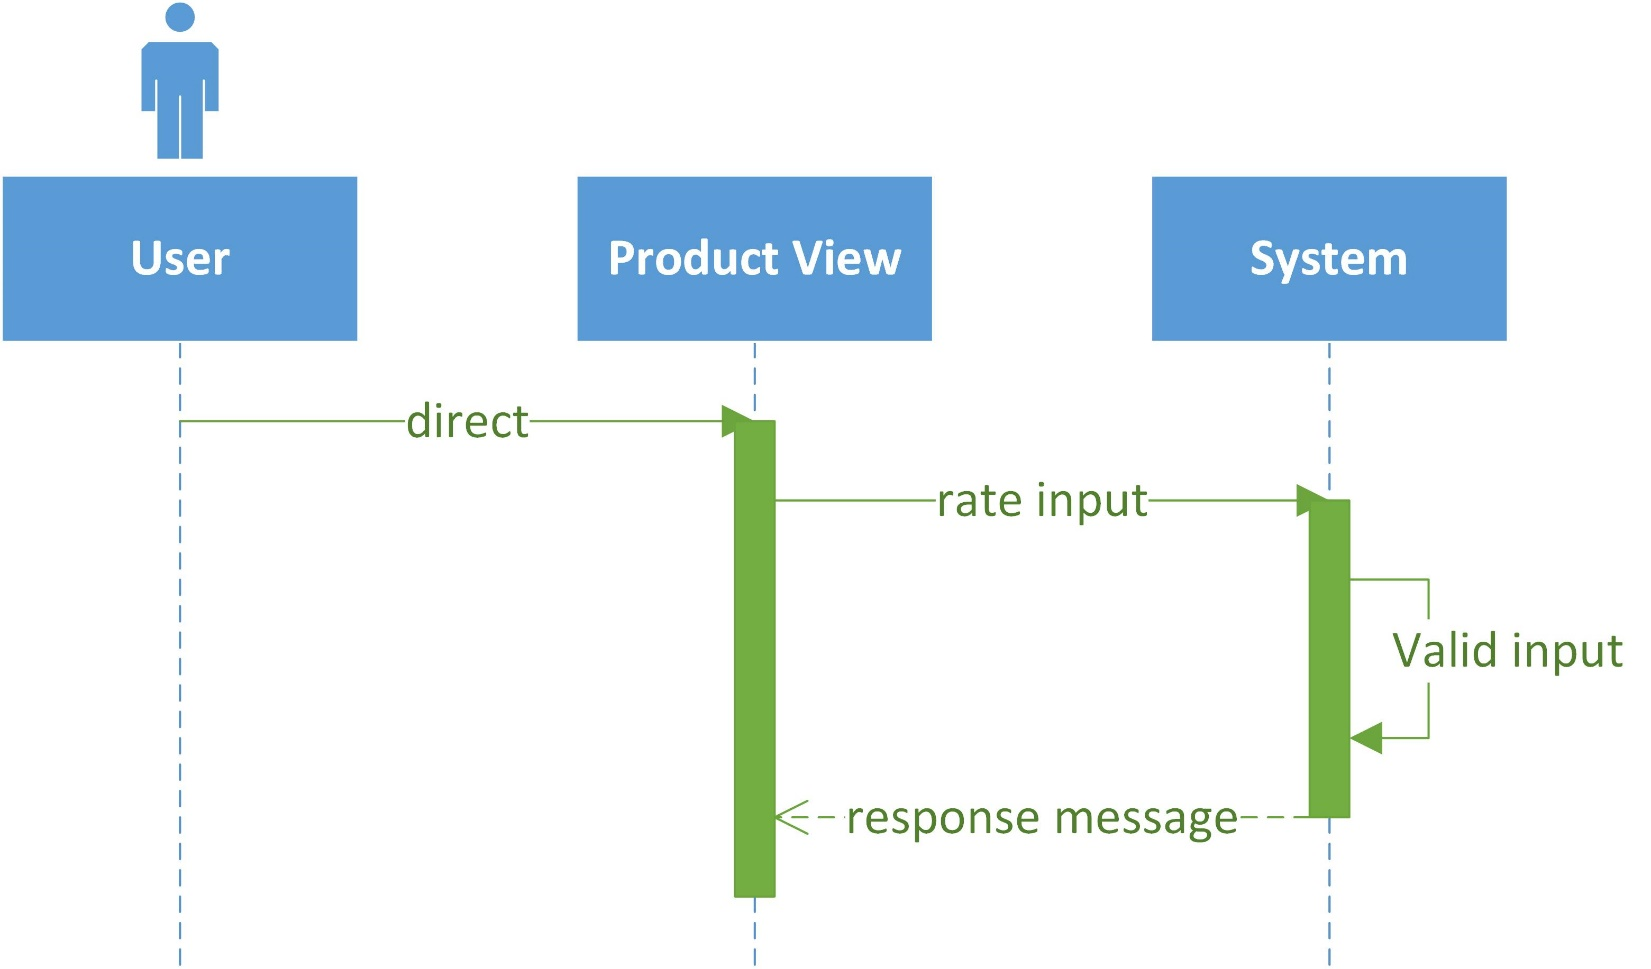 User
Product View
System
direct
rate input
Valid input
response message